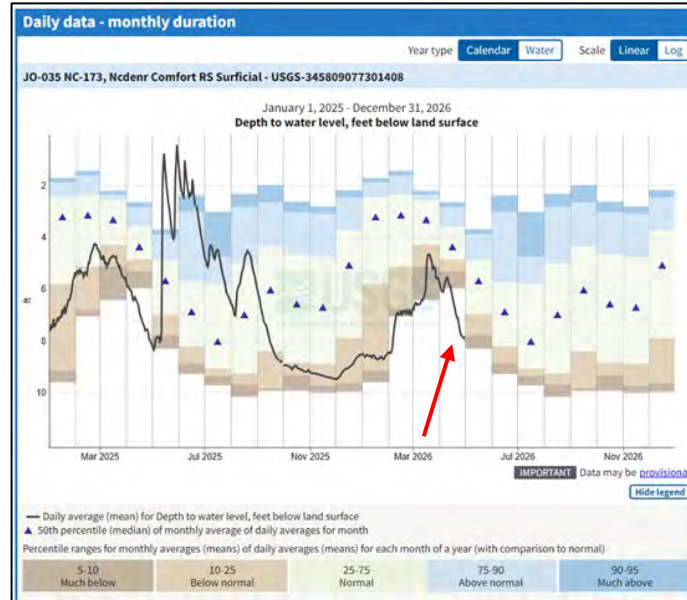 Daily data - monthly duration
Year type Calendar Water Scale Linear Log
JO-035 NC-173, Ncdenr Comfort RS Surficial - USGS-345809077301408
January 1, 2025 - December 31, 2026
Depth to water level, feet below land surface
2
4
6
8
10
ft
USGS
Mar 2025 Jul 2025 Nov 2025 Mar 2026 Jul 2026 Nov 2026
IMPORTANT Data may be provisiona
Hide legend
Daily average (mean) for Depth to water level, feet below land surface
50th percentile (median) of monthly average of daily averages for month
Percentile ranges for monthly averages (means) of daily averages (means) for each month of a year (with comparison to normal)
5-10 10-25 25-75 75-90 90-95
Much below Below normal Normal Above normal Much above